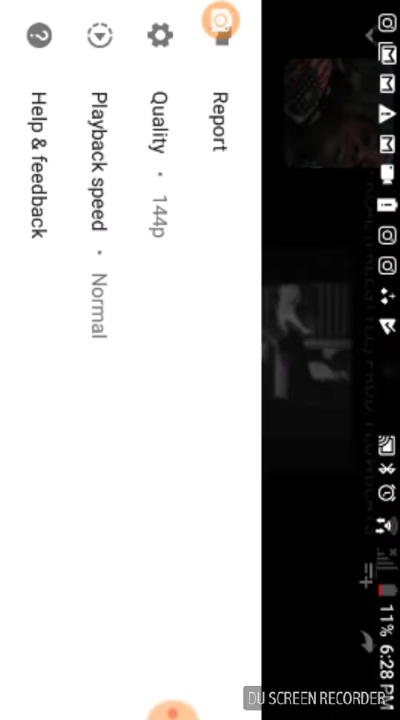 11% 6:28 PM
Report
Quality · 144p
Playback speed · Normal
Help & feedback
DU SCREEN RECORDER